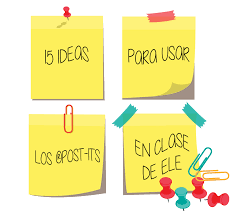 15 IDEAS
PARA USAR
LOS @POST-ITS
EN CLASE
DE ELE